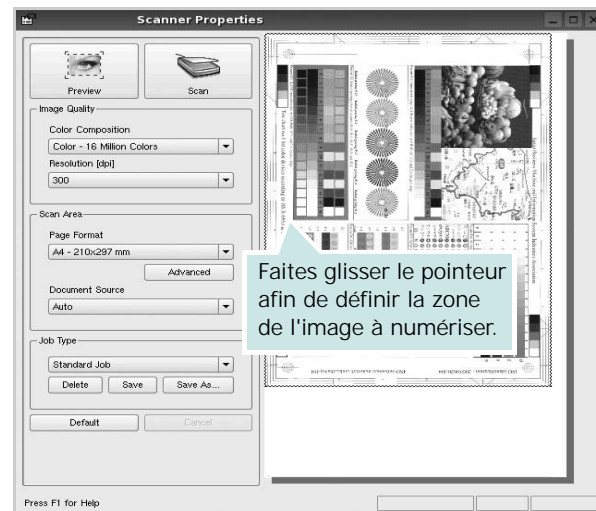 Scanner Properties
Preview
Scan
Image Quality
Color Composition
Color - 16 Million Colors
Resolution [dpi]
300
Scan Area
Page Format
A4 - 210x297 mm
Advanced
Document Source
Auto
Job Type
Standard Job
Delete
Save
Save As...
Default
Cancel
Faites glisser le pointeur
afin de définir la zone
de l'image à numériser.
Press F1 for Help